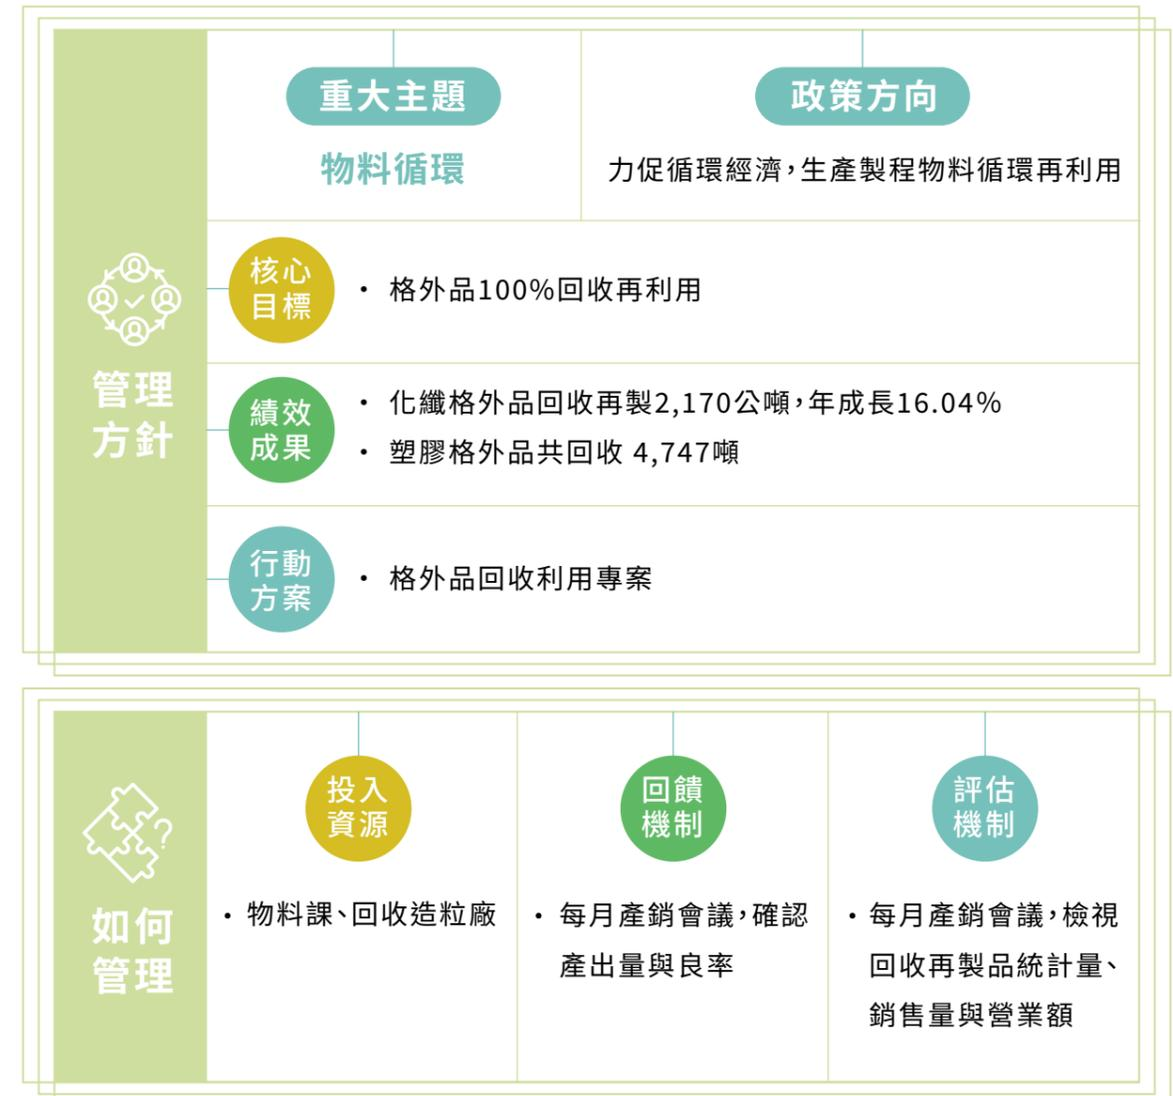 管理
方針
重大主題
物料循環
政策方向
力促循環經濟，生產製程物料循環再利用
核心
目標
• 格外品100%回收再利用
績效
成果
• 化纖格外品回收再製2,170公噸，年成長16.04%
• 塑膠格外品共回收 4,747噸
行動
方案
• 格外品回收利用專案
?
如何
管理
投入
資源
• 物料課、回收造粒廠
回饋
機制
• 每月產銷會議，確認
產出量與良率
評估
機制
• 每月產銷會議，檢視
回收再製品統計量、
銷售量與營業額